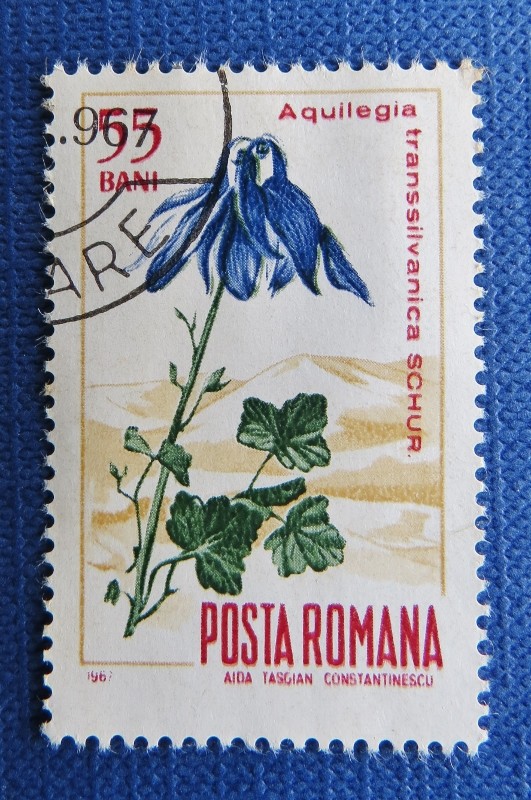 .967
55
BANI
ARE
Aquilegia
transsilvanica SCHUR.
POSTA ROMANA
1967
AIDA TASGIAN CONSTANTINESCU